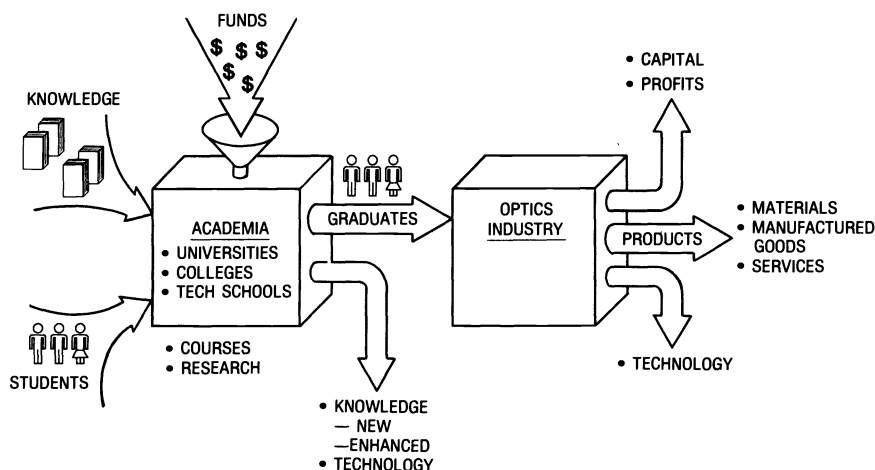 FUNDS
$ $ $ $ $ $
KNOWLEDGE
• CAPITAL
• PROFITS
ACADEMIA
• UNIVERSITIES
• COLLEGES
• TECH SCHOOLS
GRADUATES
OPTICS
INDUSTRY
PRODUCTS
• MATERIALS
• MANUFACTURED
GOODS
• SERVICES
• COURSES
• RESEARCH
STUDENTS
• TECHNOLOGY
• KNOWLEDGE
— NEW
—ENHANCED
• TECHNOLOGY